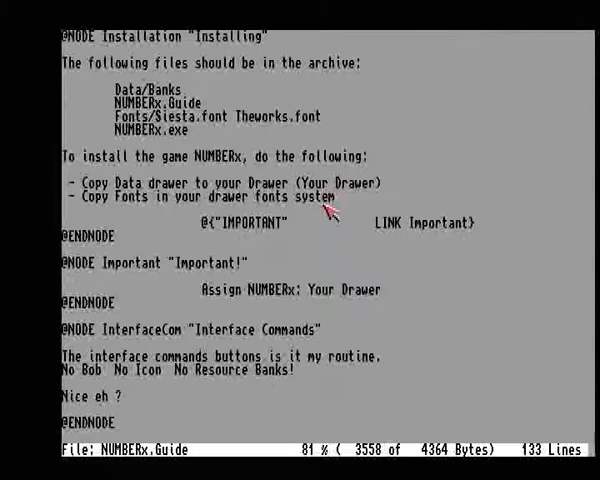 @NODE Installation "Installing"
The following files should be in the archive:
Data/Banks
NUMBERx.Guide
Fonts/Siesta.font Theworks.font
NUMBERx.exe
To install the game NUMBERx, do the following:
- Copy Data drawer to your Drawer (Your Drawer)
- Copy Fonts in your drawer fonts system
@{"IMPORTANT" LINK Important}
@ENDNODE
@NODE Important "Important!"
Assign NUMBERx: Your Drawer
@ENDNODE
@NODE InterfaceCom "Interface Commands"
The interface commands buttons is it my routine.
No Bob No Icon No Resource Banks!
Nice eh ?
@ENDNODE
File: NUMBERx.Guide 81 % ( 3558 of 4364 Bytes) 133 Lines